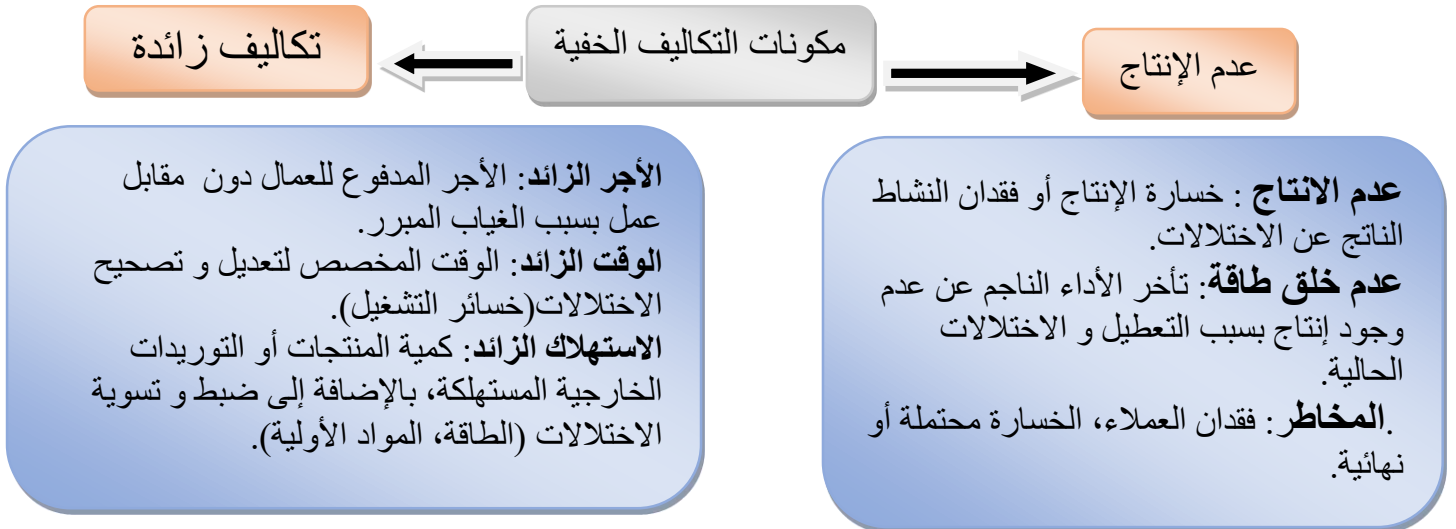 مكونات التكاليف الخفية
عدم الإنتاج
تكاليف زائدة
عدم الانتاج : خسارة الإنتاج أو فقدان النشاط
الناتج عن الاختلالات.
عدم خلق طاقة: تأخر الأداء الناجم عن عدم
وجود إنتاج بسبب التعطيل و الاختلالات
الحالية.
.المخاطر: فقدان العملاء، الخسارة محتملة أو
نهائية.
الأجر الزائد: الأجر المدفوع للعمال دون مقابل
عمل بسبب الغياب المبرر.
الوقت الزائد: الوقت المخصص لتعديل و تصحيح
الاختلالات(خسائر التشغيل).
الاستهلاك الزائد: كمية المنتجات أو التوريدات
الخارجية المستهلكة، بالإضافة إلى ضبط و تسوية
الاختلالات (الطاقة، المواد الأولية).